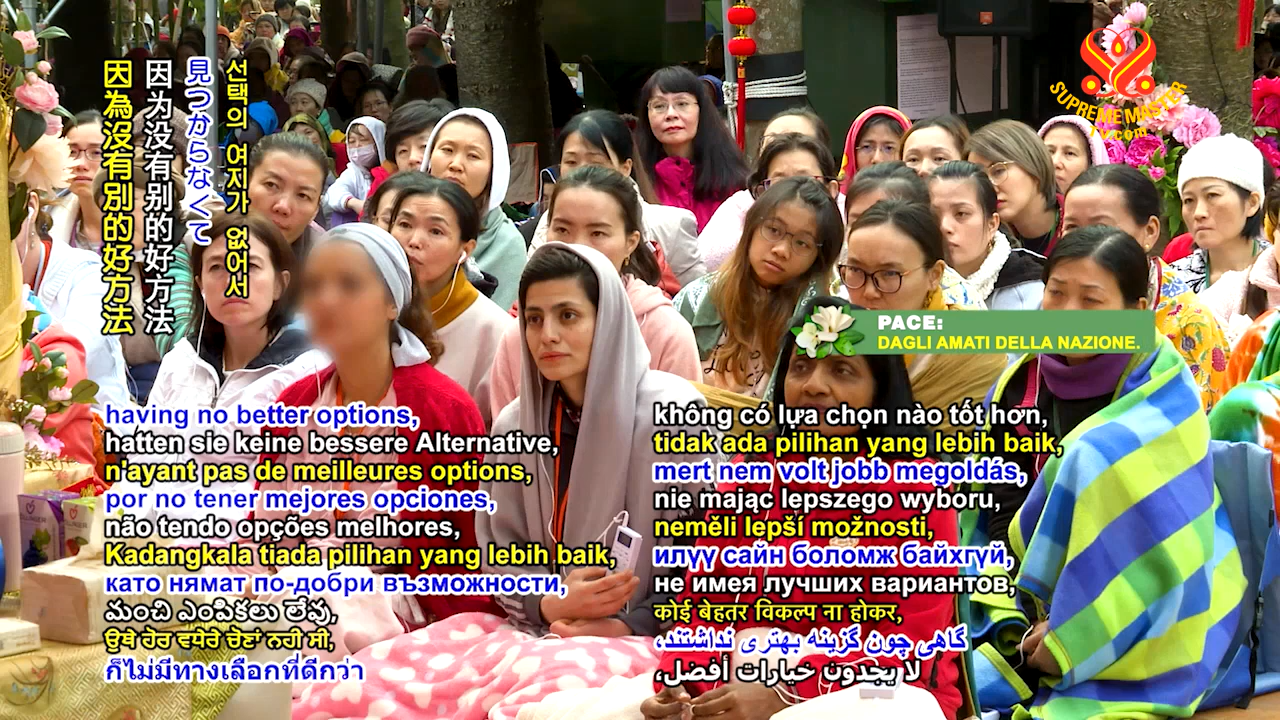 因為沒有別的好方法
因为没有别的好方法
見つからなくて
선택의 여지가 없어서
SUPREME MASTER
TV.com
PACE:
DAGLI AMATI DELLA NAZIONE.
having no better options,
hatten sie keine bessere Alternative,
n'ayant pas de meilleures options,
por no tener mejores opciones,
não tendo opções melhores,
Kadangkala tiada pilihan yang lebih baik,
като нямат по-добри възможности,
మంచి ఎంపికలు లేవు,
ਉਥੇ ਹੋਰ ਵਧੇਰੇ ਚੋਣਾਂ ਨਹੀ ਸੀ,
ก็ไม่มีทางเลือกที่ดีกว่า
không có lựa chọn nào tốt hơn,
tidak ada pilihan yang lebih baik,
mert nem volt jobb megoldás,
nie mając lepszego wyboru,
neměli lepší možnosti,
илүү сайн боломж байхгүй,
не имея лучших вариантов,
कोई बेहतर विकल्प ना होकर,
گاهی چون گزینه بهتری نداشتند،
لا يجدون خيارات أفضل،